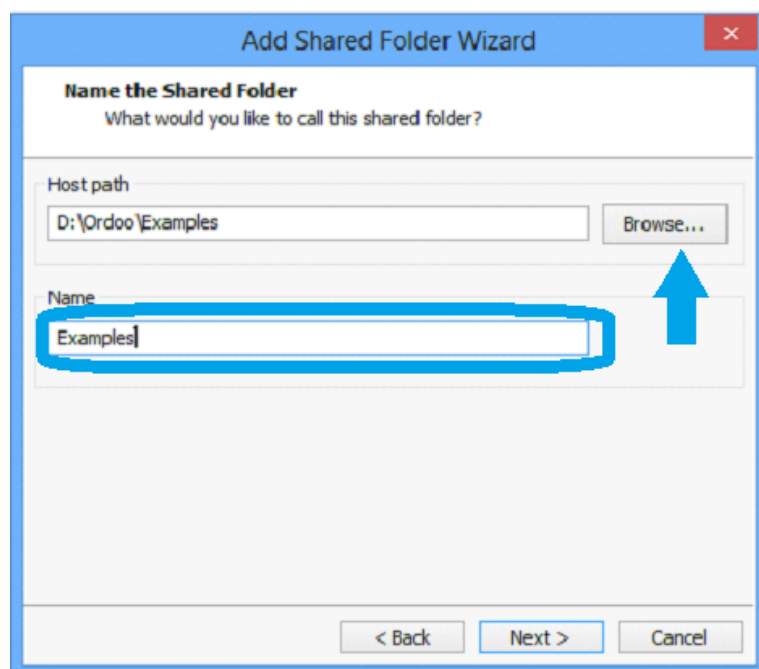 Add Shared Folder Wizard
Name the Shared Folder
What would you like to call this shared folder?
Host path
D:\Ordoo\Examples
Browse...
Name
Examples
< Back
Next >
Cancel